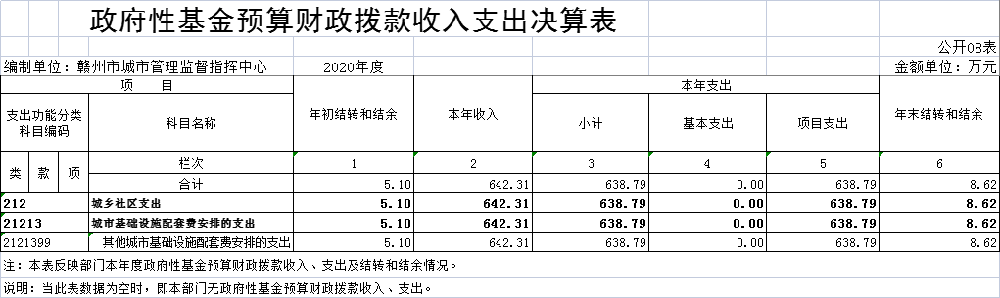 政府性基金预算财政拨款收入支出决算表
公开08表
编制单位：赣州市城市管理监督指挥中心 2020年度 金额单位：万元
项 目 年初结转和结余 本年收入 本年支出 年末结转和结余
支出功能分类科目编码 科目名称 小计 基本支出 项目支出
类 款 项 栏次 1 2 3 4 5 6
合计 5.10 642.31 638.79 0.00 638.79 8.62
212 城乡社区支出 5.10 642.31 638.79 0.00 638.79 8.62
21213 城市基础设施配套费安排的支出 5.10 642.31 638.79 0.00 638.79 8.62
2121399 其他城市基础设施配套费安排的支出 5.10 642.31 638.79 0.00 638.79 8.62
注：本表反映部门本年度政府性基金预算财政拨款收入、支出及结转和结余情况。
说明：当此表数据为空时，即本部门无政府性基金预算财政拨款收入、支出。